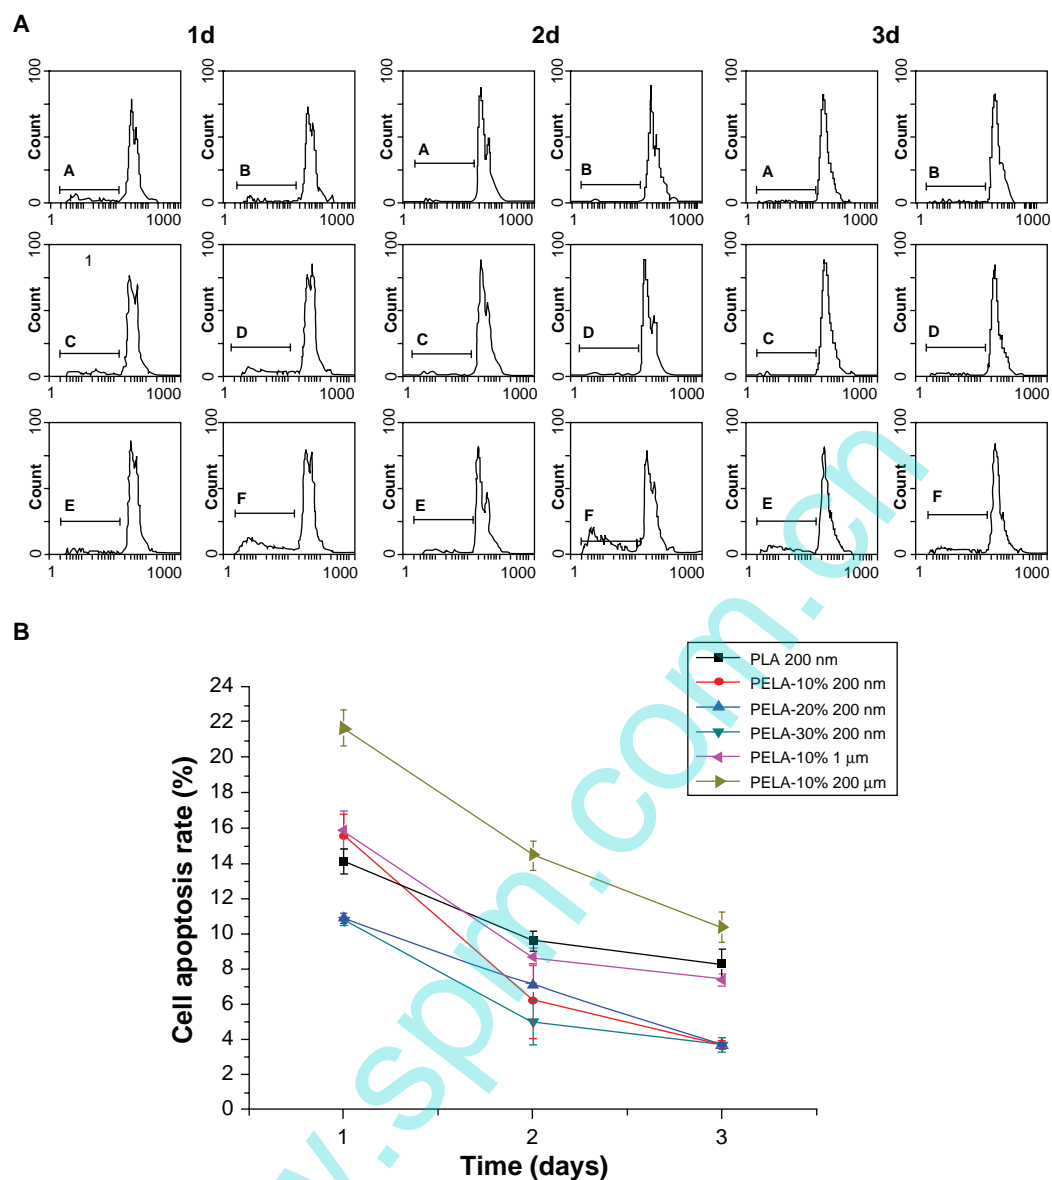 A
1d 2d 3d
100 100 100 100 100 100
Count Count Count Count Count Count
A B A B A B
0 0 0 0 0 0
1 1000 1 1000 1 1000 1 1000 1 1000 1 1000
100 100 100 100 100 100
1
Count Count Count Count Count Count
C D C D C D
0 0 0 0 0 0
1 1000 1 1000 1 1000 1 1000 1 1000 1 1000
100 100 100 100 100 100
Count Count Count Count Count Count
E F E F E F
0 0 0 0 0 0
1 1000 1 1000 1 1000 1 1000 1 1000 1 1000
B
PLA 200 nm
PELA-10% 200 nm
PELA-20% 200 nm
PELA-30% 200 nm
PELA-10% 1 μm
PELA-10% 200 μm
Cell apoptosis rate (%)
24
22
20
18
16
14
12
10
8
6
4
2
0
1 2 3
Time (days)
.spm.com.cn